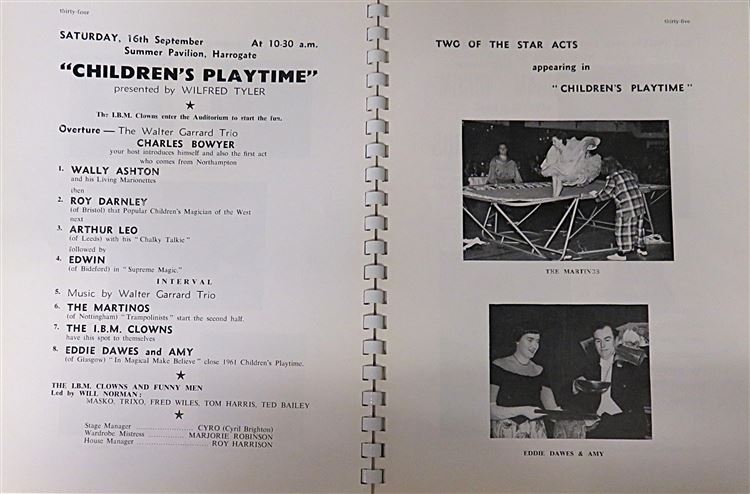 thirty-four
SATURDAY, 16th September At 10-30 a.m.
Summer Pavilion, Harrogate
"CHILDREN'S PLAYTIME"
presented by WILFRED TYLER
The I.B.M. Clowns enter the Auditorium to start the fun.
Overture — The Walter Garrard Trio
CHARLES BOWYER
your host introduces himself and also the first act
who comes from Northampton
1. WALLY ASHTON
and his Living Marionettes
then
2. ROY DARNLEY
(of Bristol) that Popular Children's Magician of the West
next
3. ARTHUR LEO
(of Leeds) with his "Chalky Talkie"
followed by
4. EDWIN
(of Bideford) in "Supreme Magic."
INTERVAL
5. Music by Walter Garrard Trio
6. THE MARTINOS
(of Nottingham) "Trampolinists" start the second half.
7. THE I.B.M. CLOWNS
have this spot to themselves
8. EDDIE DAWES and AMY
(of Glasgow) "In Magical Make Believe" close 1961 Children's Playtime.
THE I.B.M. CLOWNS AND FUNNY MEN
Led by WILL NORMAN:
MASKO, TRIXO, FRED WILES, TOM HARRIS, TED BAILEY
Stage Manager .......................... CYRO (Cyril Brighton)
Wardrobe Mistress .............. MARJORIE ROBINSON
House Manager .......................... ROY HARRISON
thirty-five
TWO OF THE STAR ACTS
appearing in
"CHILDREN'S PLAYTIME"
THE MARTINOS
EDDIE DAWES & AMY